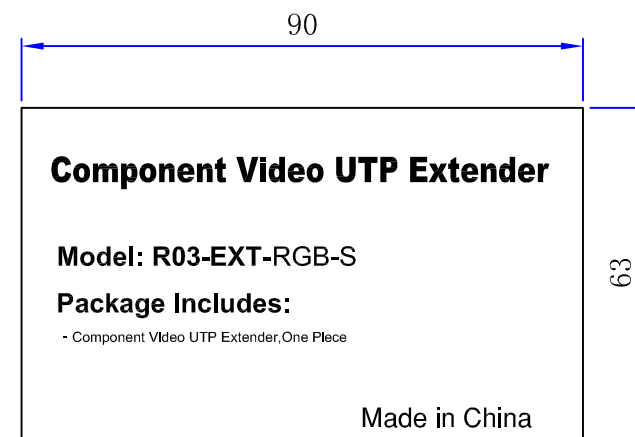 90
Component Video UTP Extender
Model: R03-EXT-RGB-S
63
Package Includes:
- Component Video UTP Extender,One Piece
Made in China